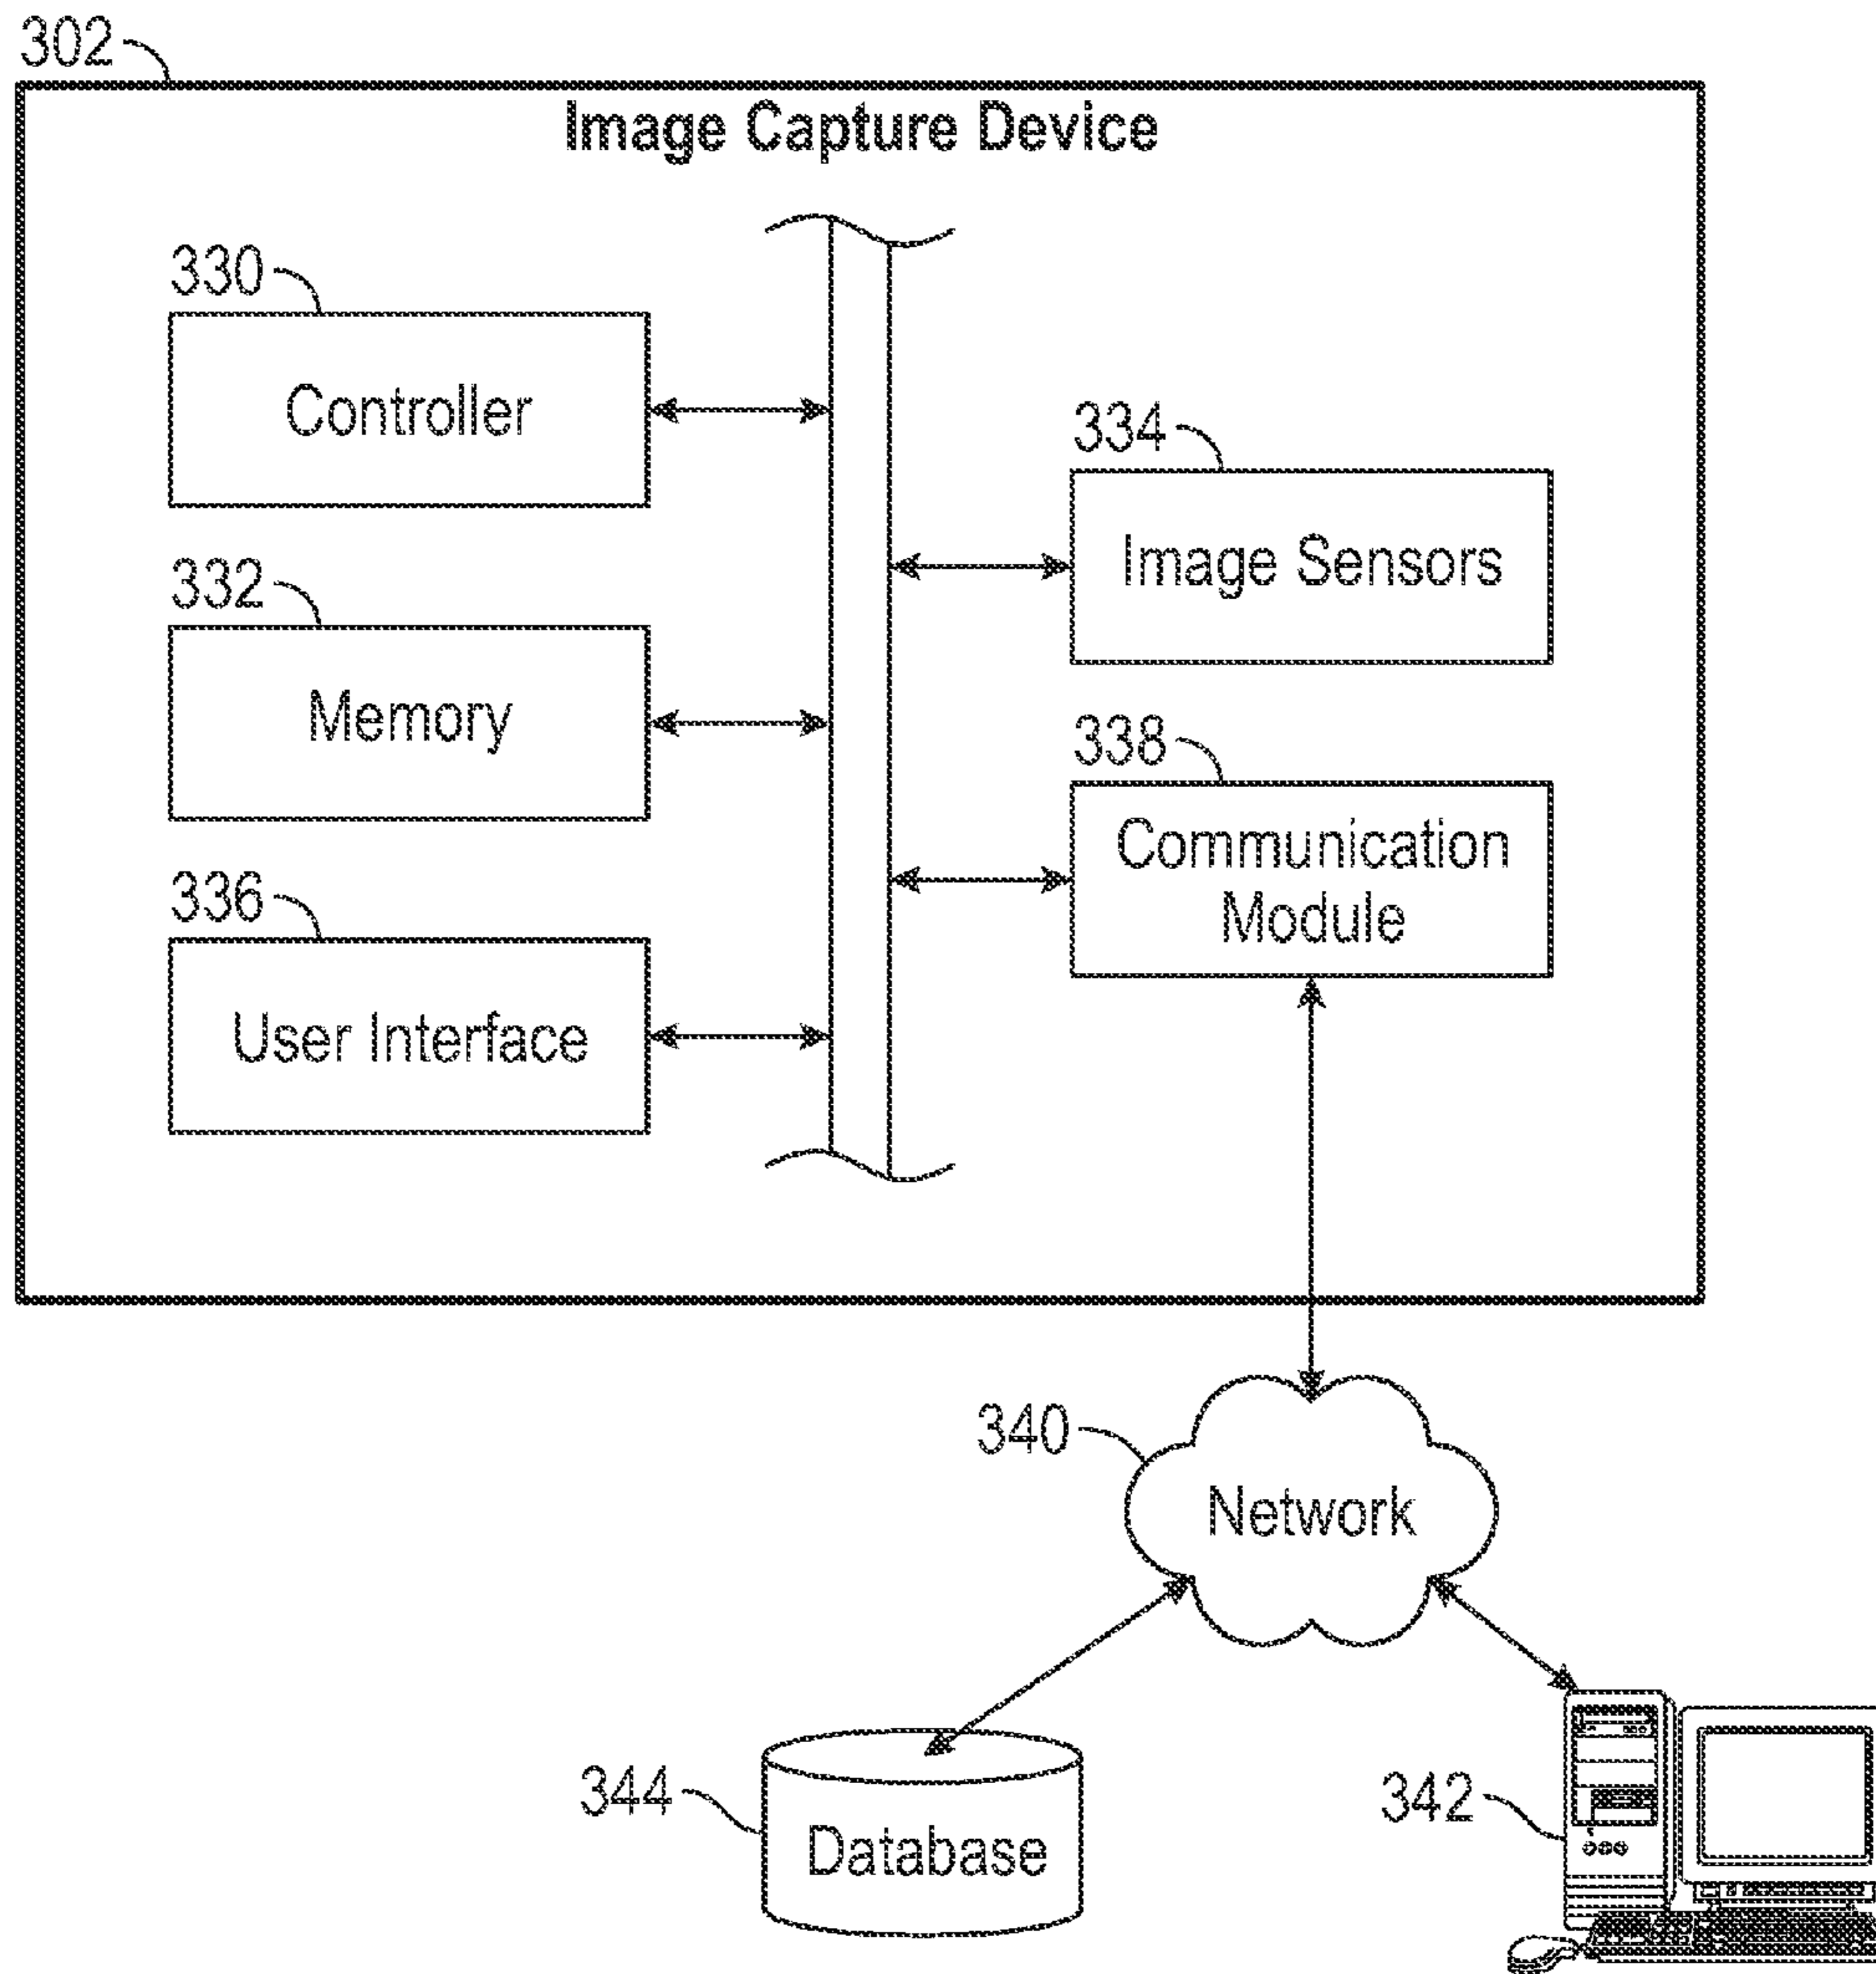 302
Image Capture Device
330
Controller
334
Image Sensors
332
Memory
338
Communication
Module
336
User Interface
340
Network
344
Database
342